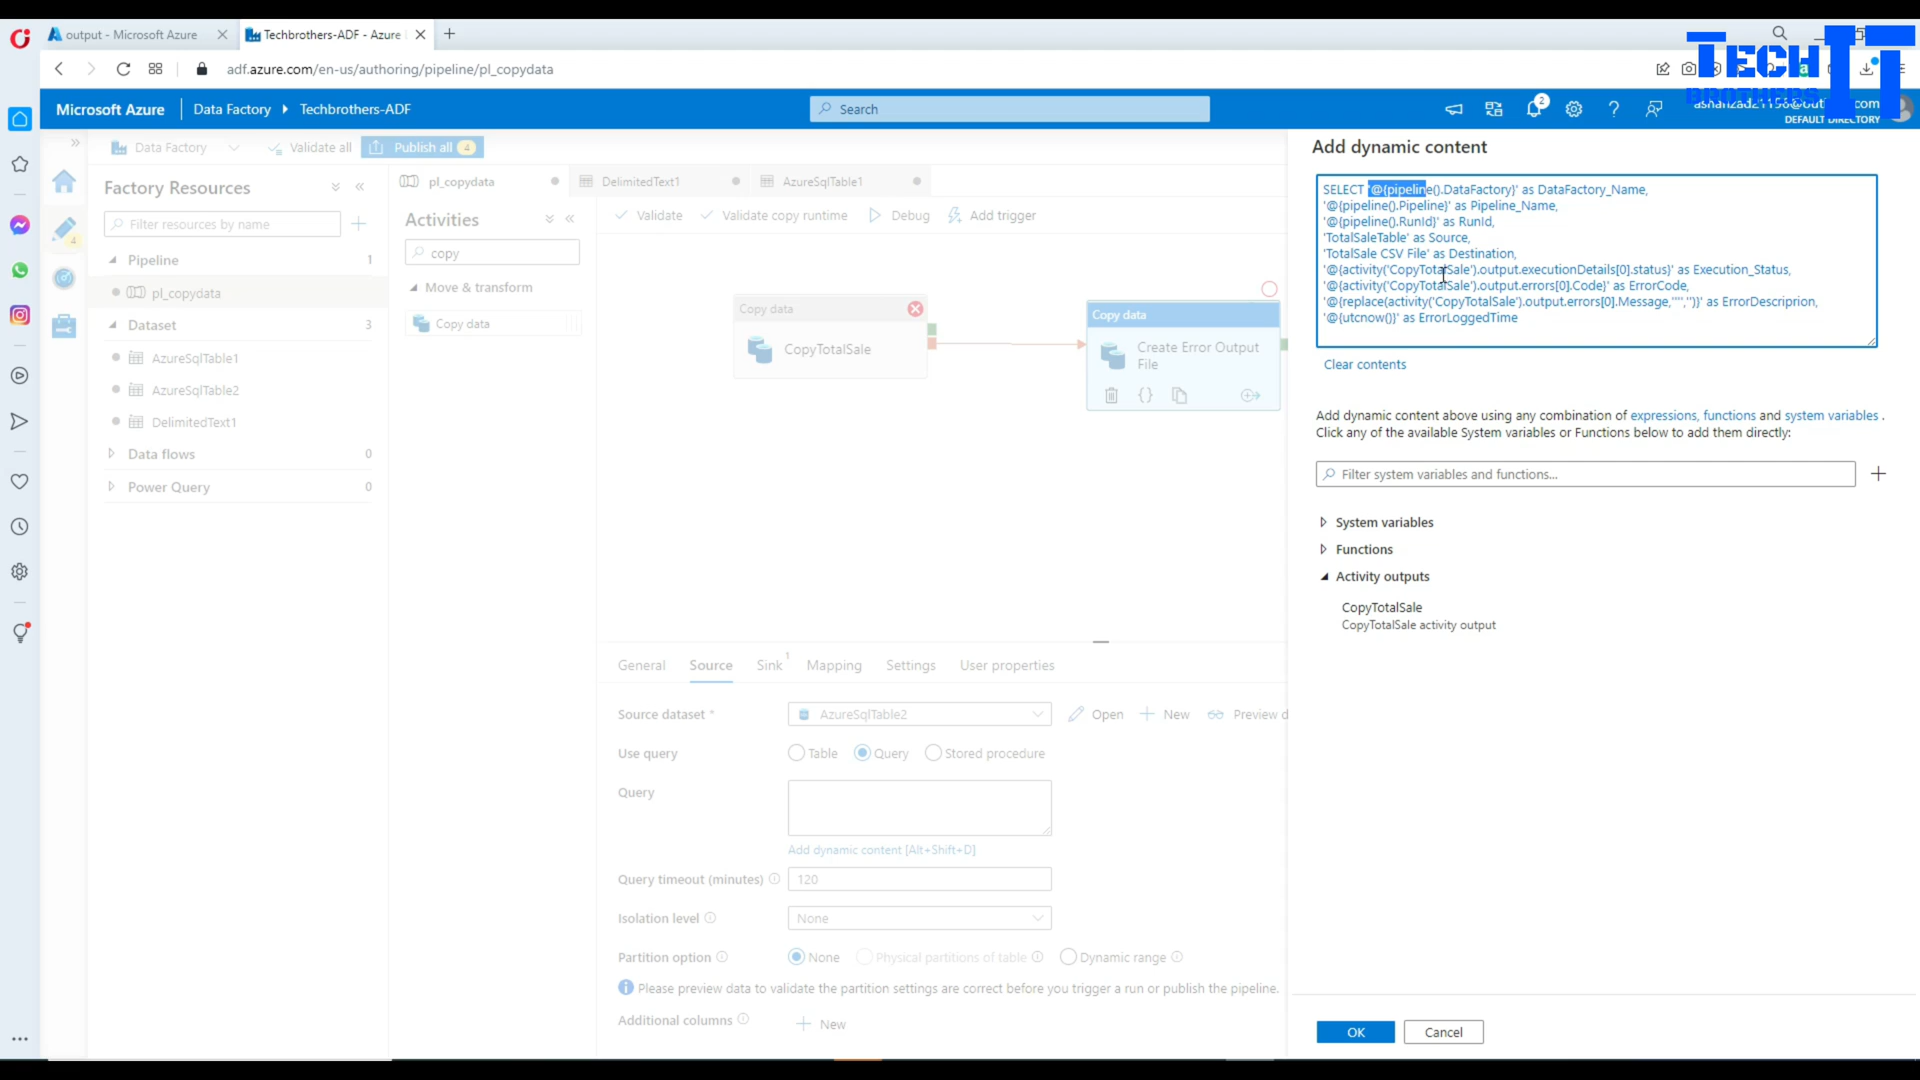 output - Microsoft Azure
Techbrothers-ADF - Azure
adf.azure.com/en-us/authoring/pipeline/pl_copydata
TECH IT
BROTHERS
Microsoft Azure
Data Factory
Techbrothers-ADF
Search
2
DEFAULT DIRECTORY
Data Factory
Validate all
Publish all
4
Factory Resources
Filter resources by name
Pipeline
1
pl_copydata
Dataset
3
AzureSqlTable1
AzureSqlTable2
DelimitedText1
Data flows
0
Power Query
0
4
pl_copydata
DelimitedText1
AzureSqlTable1
Activities
copy
Move & transform
Copy data
Validate
Validate copy runtime
Debug
Add trigger
Copy data
CopyTotalSale
Copy data
Create Error Output
File
General
Source
Sink
1
Mapping
Settings
User properties
Source dataset *
AzureSqlTable2
Open
New
Preview d
Use query
Table
Query
Stored procedure
Query
Add dynamic content [Alt+Shift+D]
Query timeout (minutes)
120
Isolation level
None
Partition option
None
Physical partitions of table
Dynamic range
Please preview data to validate the partition settings are correct before you trigger a run or publish the pipeline.
Additional columns
New
Add dynamic content
SELECT '@{pipeline().DataFactory}' as DataFactory_Name,
'@{pipeline().Pipeline}' as Pipeline_Name,
'@{pipeline().RunId}' as RunId,
'TotalSaleTable' as Source,
'TotalSale CSV File' as Destination,
'@{activity('CopyTotalSale').output.executionDetails[0].status}' as Execution_Status,
'@{activity('CopyTotalSale').output.errors[0].Code}' as ErrorCode,
'@{replace(activity('CopyTotalSale').output.errors[0].Message,'''','')}' as ErrorDescriprion,
'@{utcnow()}' as ErrorLoggedTime
Clear contents
Add dynamic content above using any combination of expressions, functions and system variables .
Click any of the available System variables or Functions below to add them directly:
Filter system variables and functions...
System variables
Functions
Activity outputs
CopyTotalSale
CopyTotalSale activity output
OK
Cancel